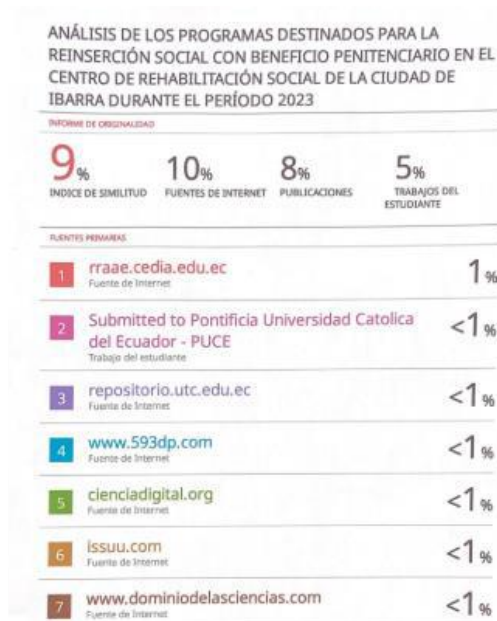 ANÁLISIS DE LOS PROGRAMAS DESTINADOS PARA LA
REINSERCIÓN SOCIAL CON BENEFICIO PENITENCIARIO EN EL
CENTRO DE REHABILITACIÓN SOCIAL DE LA CIUDAD DE
IBARRA DURANTE EL PERÍODO 2023
INFORME DE ORIGINALIDAD
9%
10%
8%
5%
INDICE DE SIMILITUD
FUENTES DE INTERNET
PUBLICACIONES
TRABAJOS DEL
ESTUDIANTE
FUENTES PRIMARIAS
1
rraae.cedia.edu.ec
1%
Fuente de Internet
2
Submitted to Pontificia Universidad Catolica
del Ecuador - PUCE
<1%
Trabajo del estudiante
3
repositorio.utc.edu.ec
<1%
Fuente de Internet
4
www.593dp.com
<1%
Fuente de Internet
5
cienciadigital.org
<1%
Fuente de Internet
6
issuu.com
<1%
Fuente de Internet
7
www.dominiodelasciencias.com
<1%
Fuente de Internet